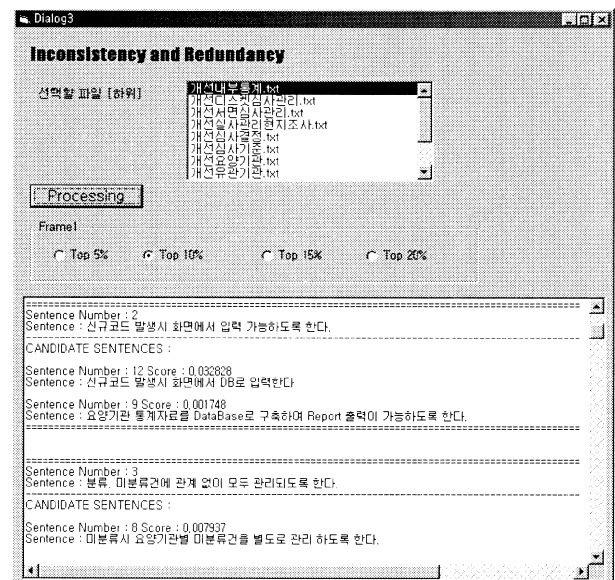 Dialog3
Inconsistency and Redundancy
선택할 파일 [하위]
개선내부통계.txt
개선디스켓심사관리.txt
개선서면심사관리.txt
개선실사관리현지조사.txt
개선심사결정.txt
개선심사기준.txt
개선요양기관.txt
개선유관기관.txt
Processing
Frame1
Top 5% Top 10% Top 15% Top 20%
Sentence Number : 2
Sentence : 신규코드 발생시 화면에서 입력 가능하도록 한다.
CANDIDATE SENTENCES :
Sentence Number : 12 Score : 0,032828
Sentence : 신규코드 발생시 화면에서 DB로 입력한다
Sentence Number : 9 Score : 0,001748
Sentence : 요양기관 통계자료를 DataBase로 구축하여 Report 출력이 가능하도록 한다.
Sentence Number : 3
Sentence : 분류, 미분류건에 관계 없이 모두 관리되도록 한다.
CANDIDATE SENTENCES :
Sentence Number : 8 Score : 0,007937
Sentence : 미분류시 요양기관별 미분류건을 별도로 관리 하도록 한다.